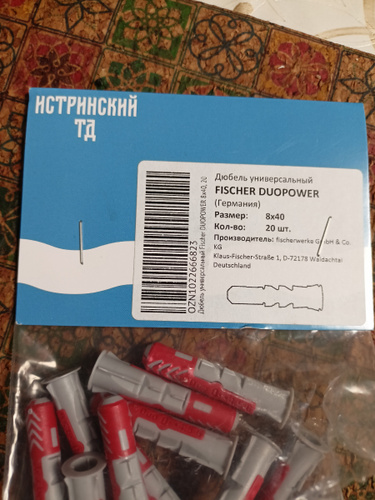 ИСТРИНСКИЙ
ТД
Дюбель универсальный
FISCHER DUOPOWER
(Германия)
Размер: 8x40
Кол-во: 20 шт.
Производитель: fischerwerke GmbH & Co.
KG
Klaus-Fischer-Straße 1, D-72178 Waldachtal
Deutschland
OZN1022666823
Дюбель универсальный Fischer DUOPOWER 8x40, 20